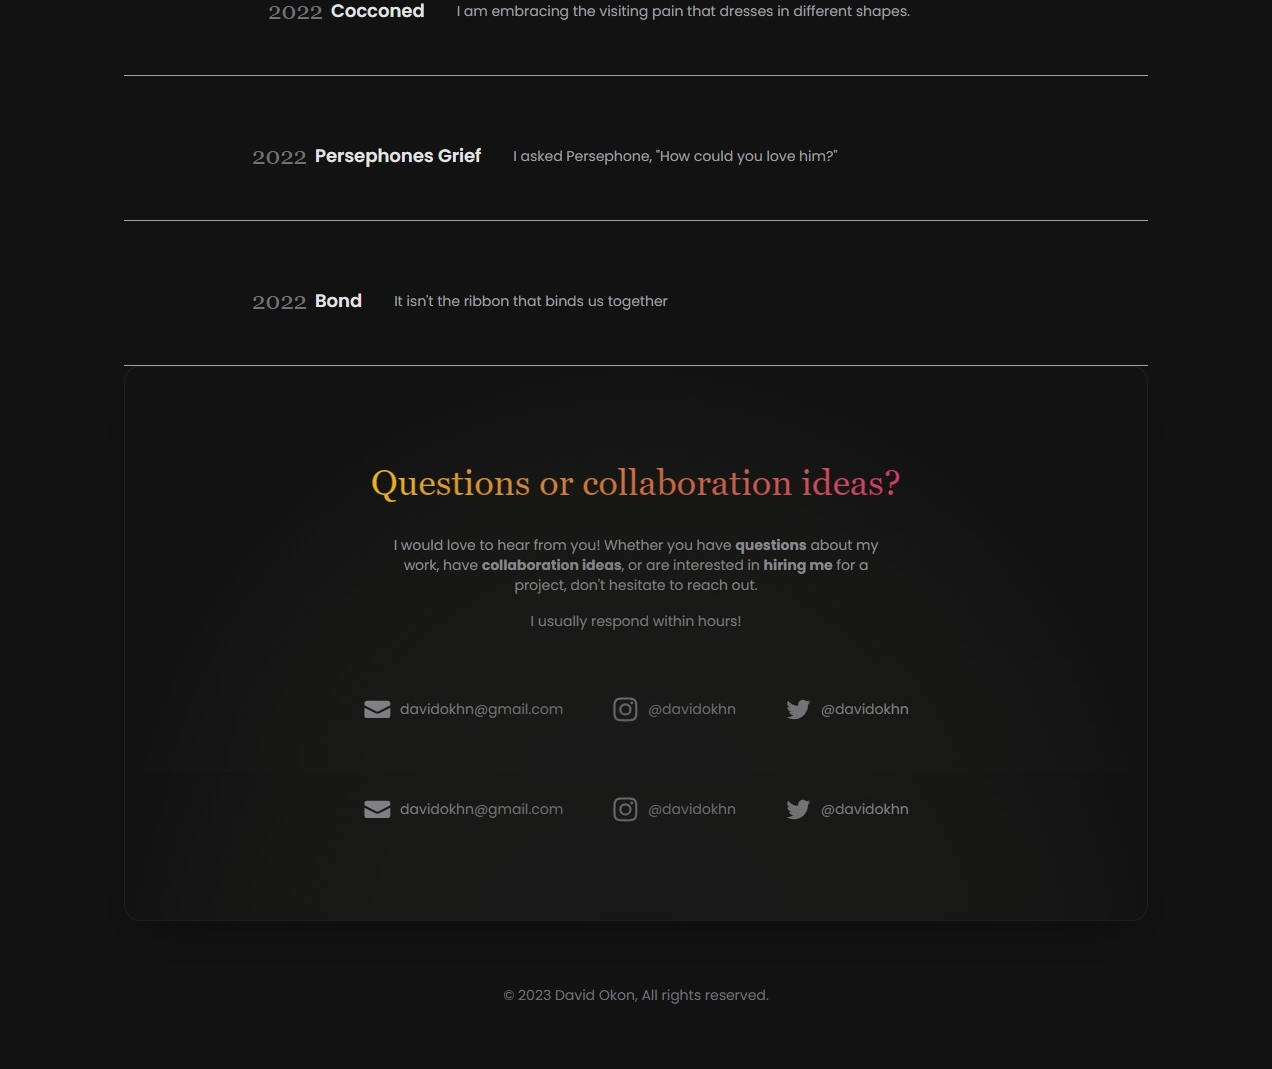 2022 Cocconed I am embracing the visiting pain that dresses in different shapes.
2022 Persephones Grief I asked Persephone, "How could you love him?"
2022 Bond It isn't the ribbon that binds us together
Questions or collaboration ideas?
I would love to hear from you! Whether you have questions about my
work, have collaboration ideas, or are interested in hiring me for a
project, don't hesitate to reach out.
I usually respond within hours!
davidokhn@gmail.com @davidokhn @davidokhn
davidokhn@gmail.com @davidokhn @davidokhn
© 2023 David Okon, All rights reserved.